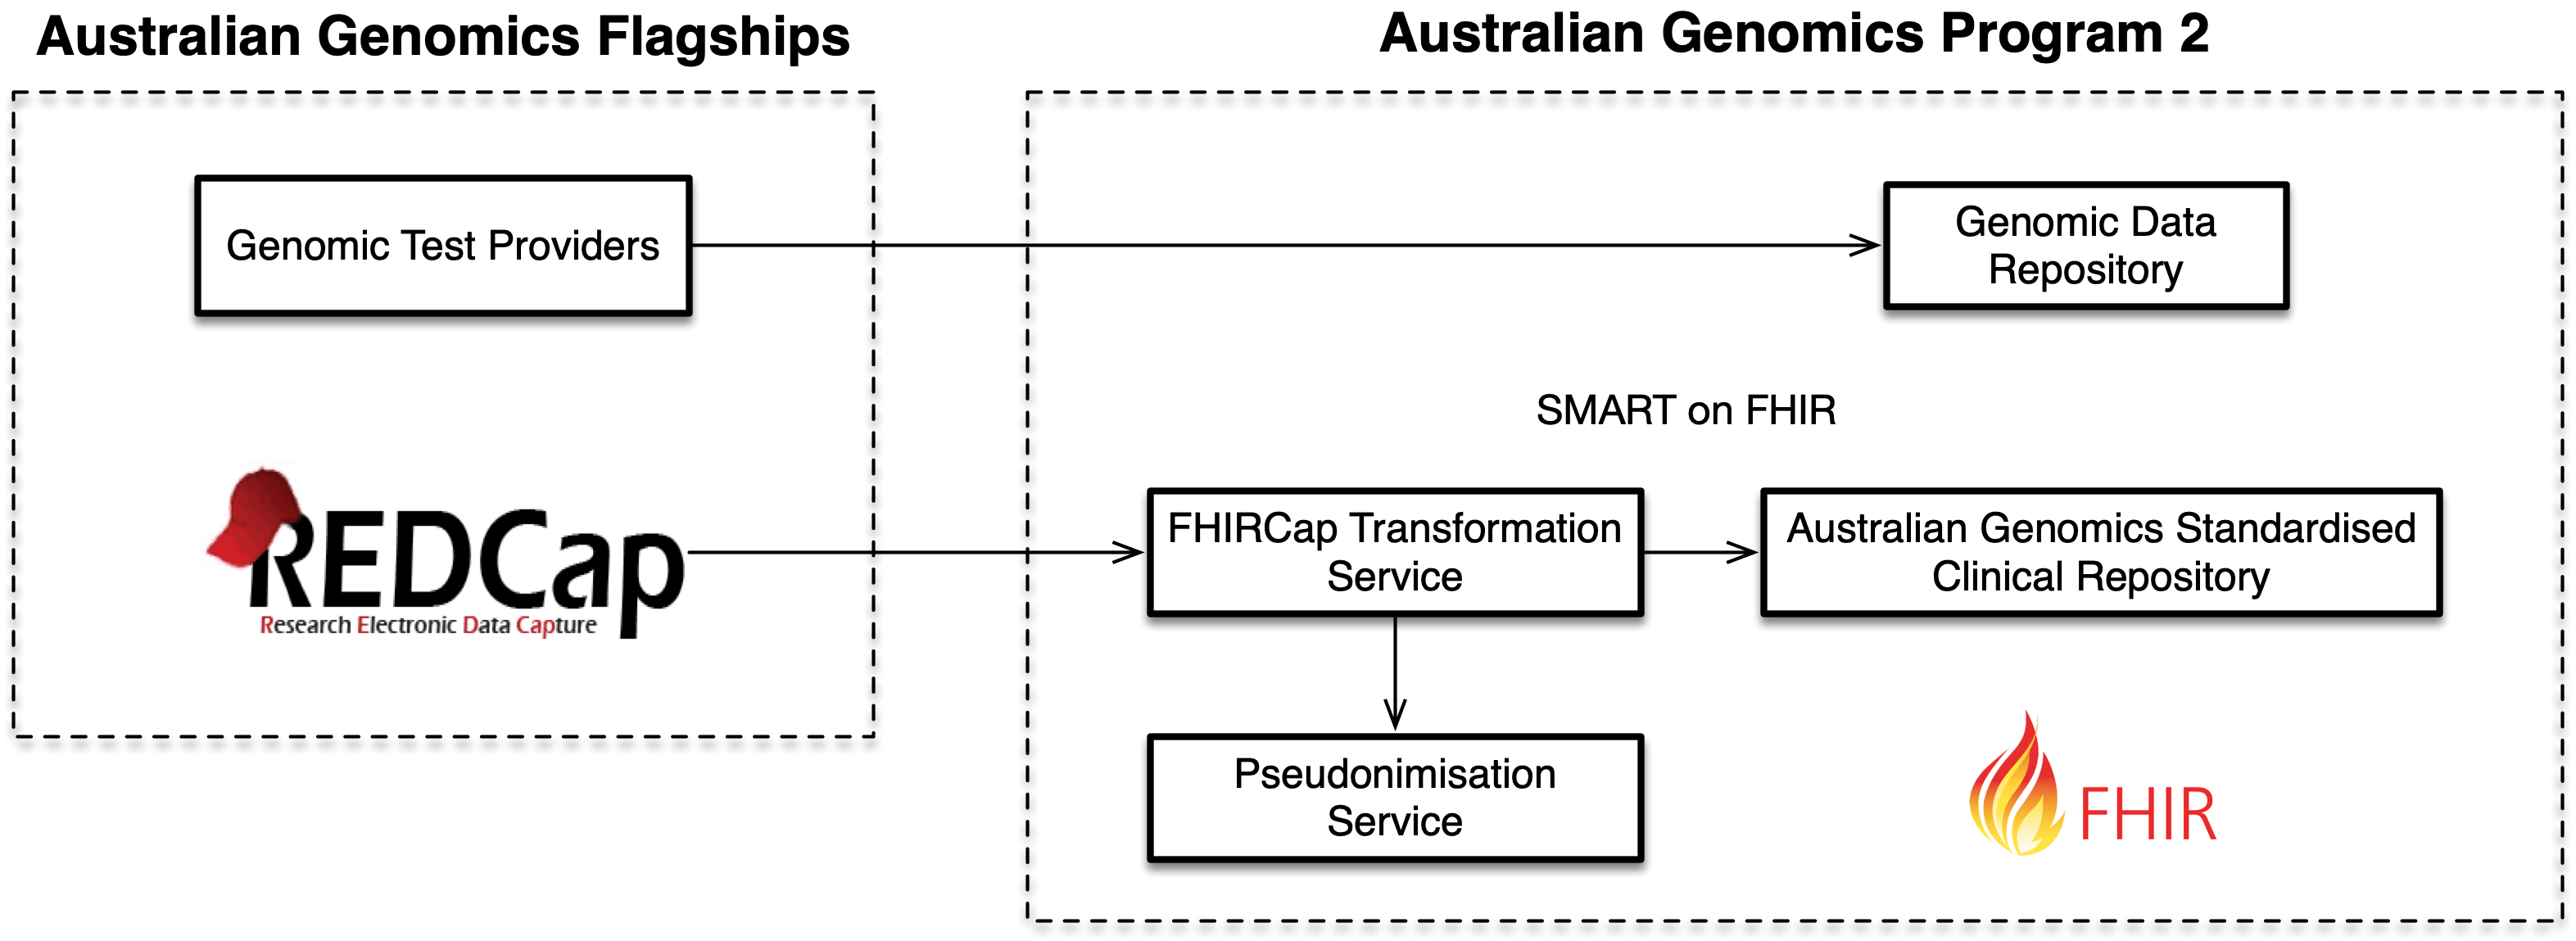 Australian Genomics Flagships
Australian Genomics Program 2
Genomic Test Providers
Genomic Data
Repository
SMART on FHIR
REDCap
Research Electronic Data Capture
FHIRCap Transformation
Service
Australian Genomics Standardised
Clinical Repository
Pseudonimisation
Service
FHIR